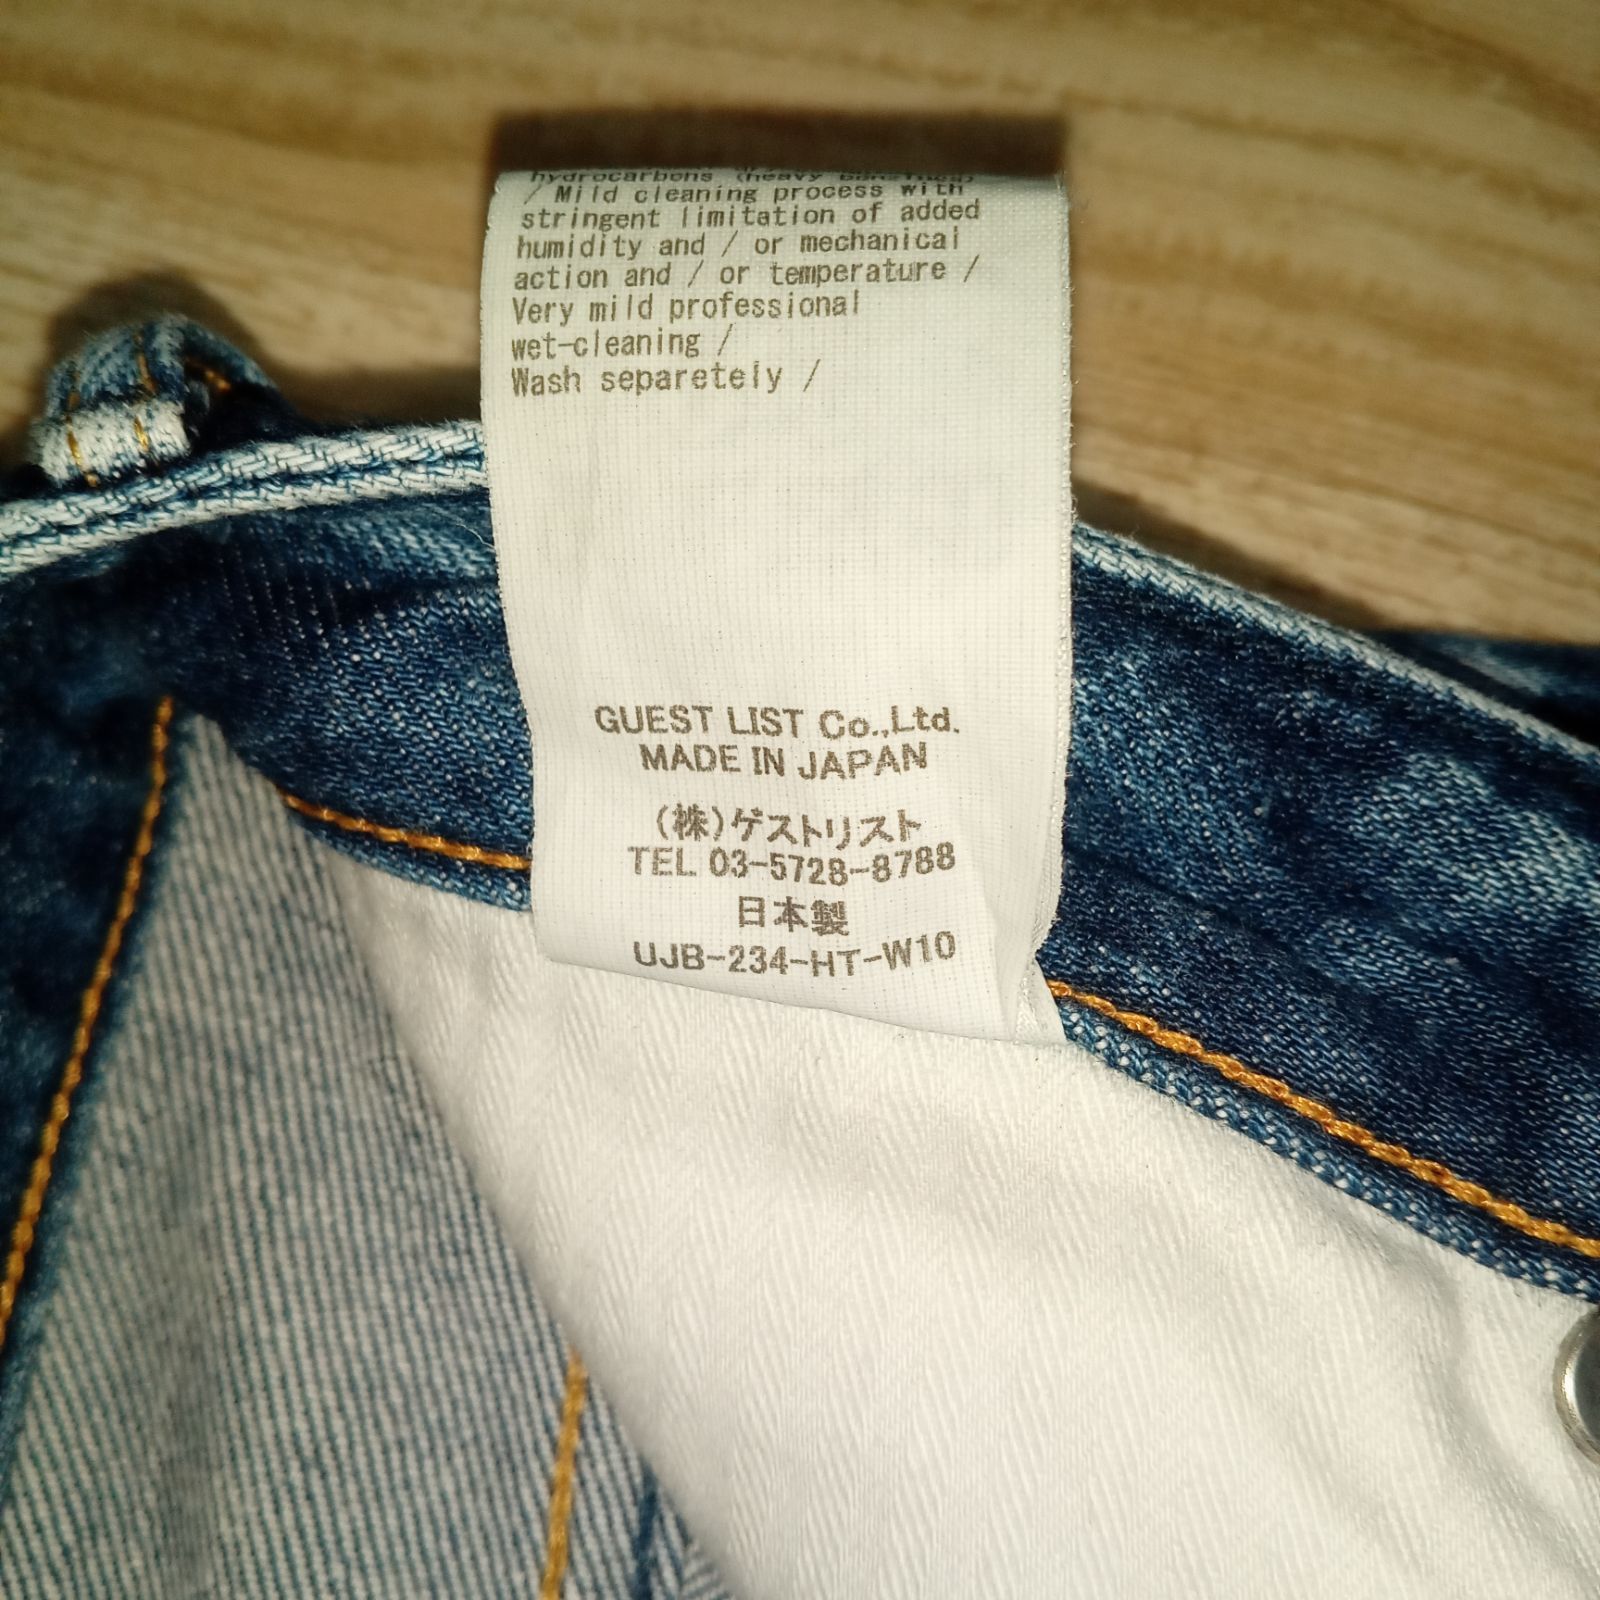 hydrocarbons (heavy
/ Mild cleaning process with
stringent limitation of added
humidity and / or mechanical
action and / or temperature /
Very mild professional
wet-cleaning /
Wash separetely /
GUEST LIST Co.,Ltd.
MADE IN JAPAN
(株)ゲストリスト
TEL 03-5728-8788
日本製
UJB-234-HT-W10